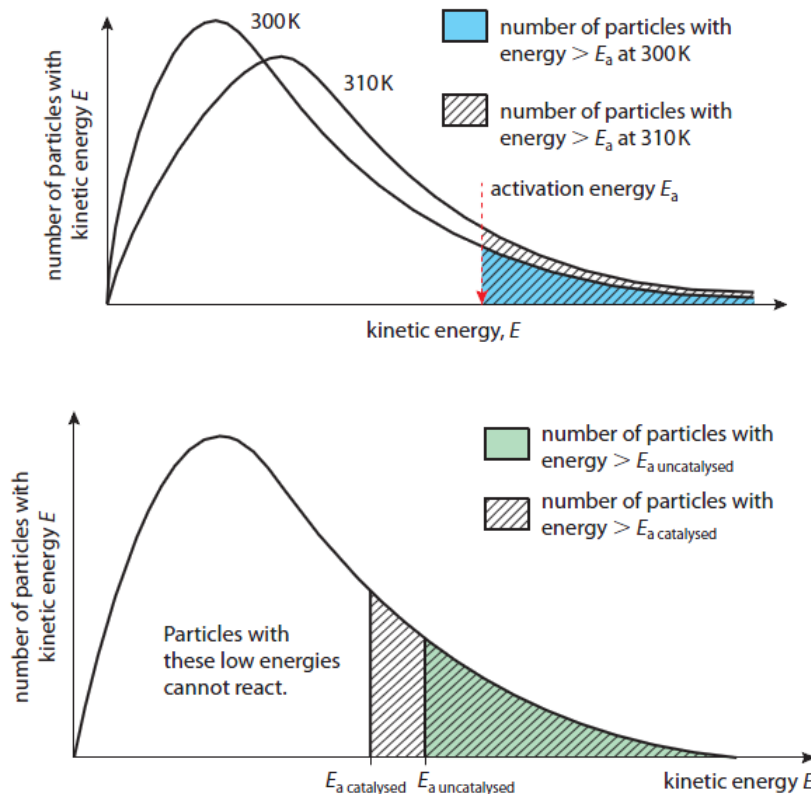 300 K
310 K
number of particles with
kinetic energy E
number of particles with
energy > Ea at 300 K
number of particles with
energy > Ea at 310 K
activation energy Ea
kinetic energy, E
number of particles with
kinetic energy E
number of particles with
energy > Ea uncatalysed
number of particles with
energy > Ea catalysed
Particles with
these low energies
cannot react.
Ea catalysed
Ea uncatalysed
kinetic energy E